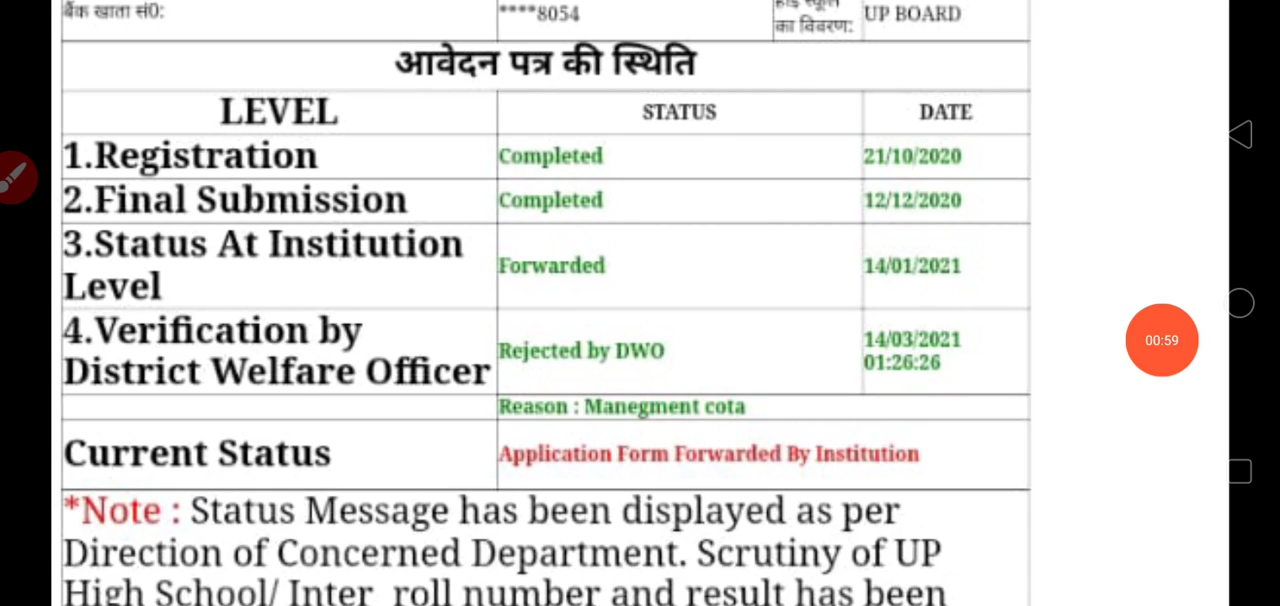 बैंक खाता सं0: ****8054 हाई स्कूल UP BOARD
का विवरण:
आवेदन पत्र की स्थिति
LEVEL STATUS DATE
1.Registration Completed 21/10/2020
2.Final Submission Completed 12/12/2020
3.Status At Institution
Level Forwarded 14/01/2021
4.Verification by
District Welfare Officer Rejected by DWO 14/03/2021
01:26:26
Reason : Manegment cota
Current Status Application Form Forwarded By Institution
*Note : Status Message has been displayed as per
Direction of Concerned Department. Scrutiny of UP
High School/ Inter roll number and result has been
00:59